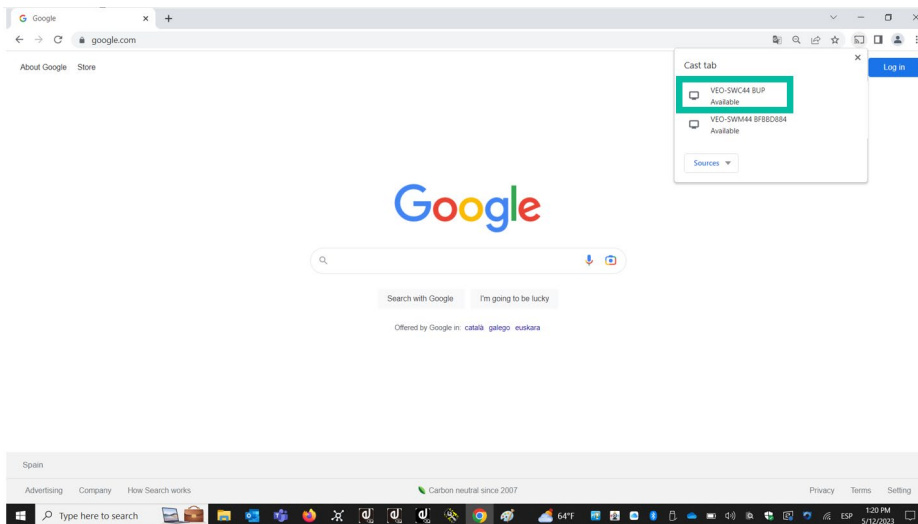 Google
google.com
About Google Store
Log in
Cast tab
VEO-SWC44 BUP
Available
VEO-SWM44 BFBBD884
Available
Sources
Google
Search with Google I'm going to be lucky
Offered by Google in: català galego euskara
Spain
Advertising Company How Search works Carbon neutral since 2007 Privacy Terms Setting
Type here to search 64°F ESP 1:20 PM
5/12/2023